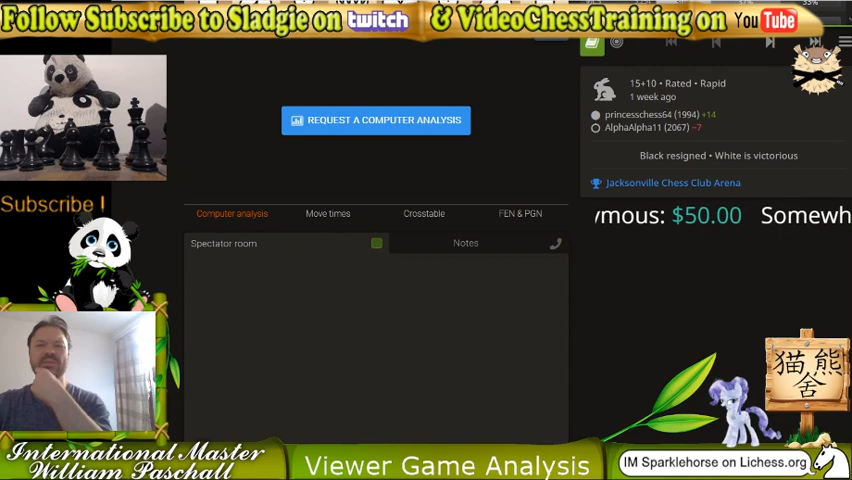 Follow Subscribe to Sladgie on twitch & VideoChessTraining on YouTube
REQUEST A COMPUTER ANALYSIS
15+10 • Rated • Rapid
1 week ago
princesschess64 (1994) +14
AlphaAlpha11 (2067) −7
Black resigned • White is victorious
Jacksonville Chess Club Arena
Subscribe !
Computer analysis
Move times
Crosstable
FEN & PGN
ymous: $50.00 Somewh
Spectator room
Notes
猫熊
舍
International Master
William Paschall
Viewer Game Analysis
IM Sparklehorse on Lichess.org